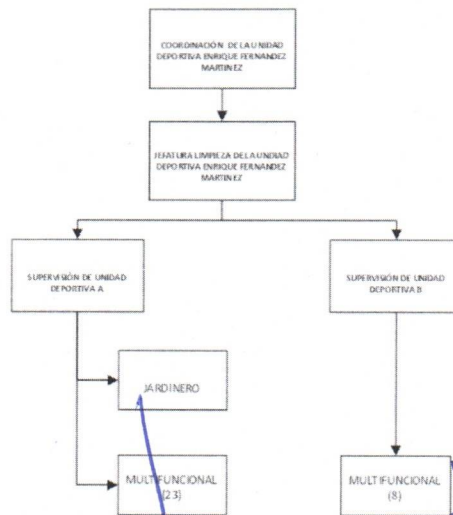 COORDINACIÓN DE LA UNIDAD
DEPORTIVA ENRIQUE FERNANDEZ
MARTINEZ
JEFATURA LIMPIEZA DE LA UNIDAD
DEPORTIVA ENRIQUE FERNANDEZ
MARTINEZ
SUPERVISIÓN DE UNIDAD
DEPORTIVA A
SUPERVISIÓN DE UNIDAD
DEPORTIVA B
JARDINERO
MULTIFUNCIONAL
(23)
MULTIFUNCIONAL
(8)